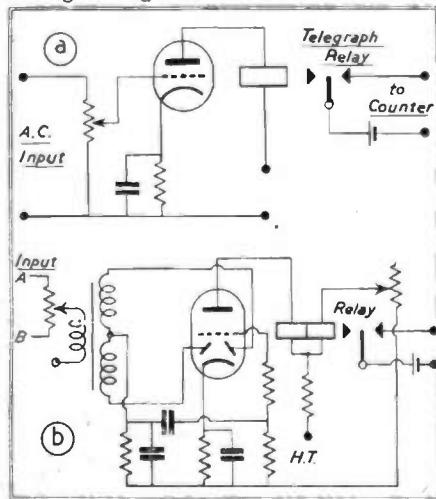 a
Telegraph
Relay
to
Counter
A.C.
Input
Input
A
B
Relay
H.T.
b